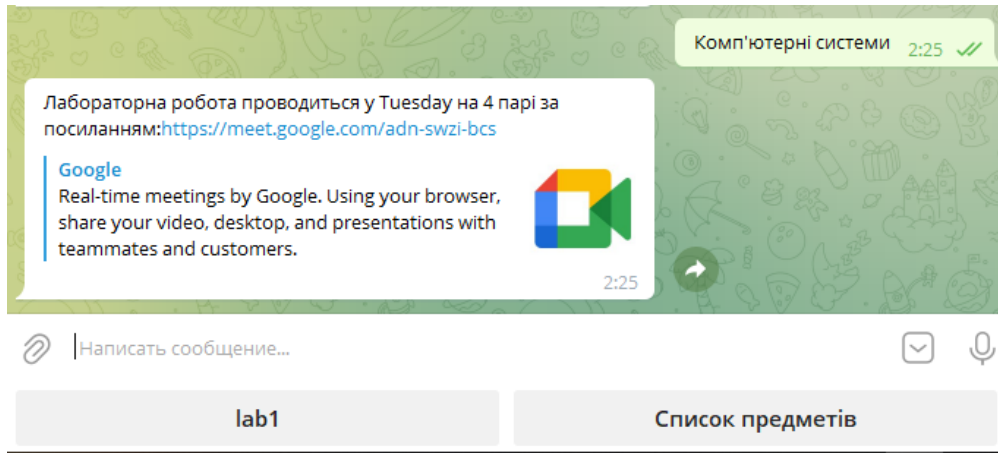 Комп'ютерні системи 2:25
Лабораторна робота проводиться у Tuesday на 4 парі за
посиланням:https://meet.google.com/adn-swzi-bcs
Google
Real-time meetings by Google. Using your browser,
share your video, desktop, and presentations with
teammates and customers.
2:25
Написать сообщение...
lab1
Список предметів